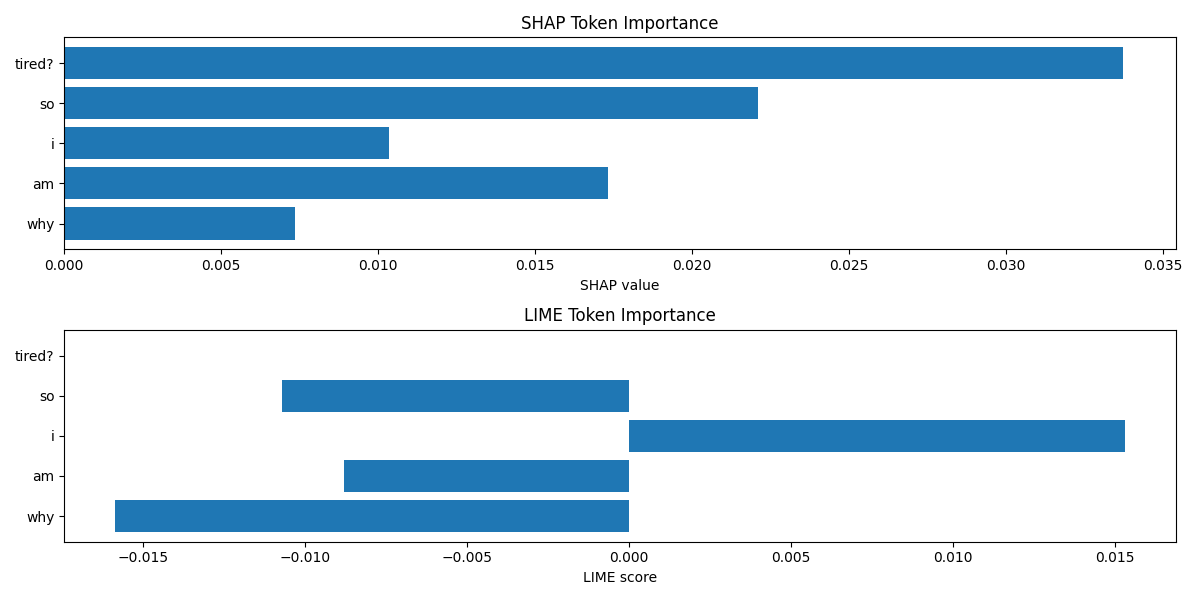 SHAP Token Importance
tired?
so
i
am
why
0.000 0.005 0.010 0.015 0.020 0.025 0.030 0.035
SHAP value
LIME Token Importance
tired?
so
i
am
why
−0.015 −0.010 −0.005 0.000 0.005 0.010 0.015
LIME score